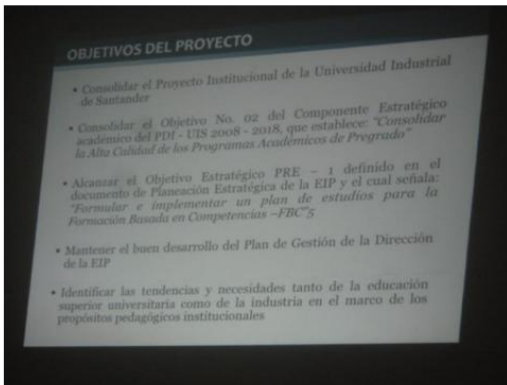 OBJETIVOS DEL PROYECTO
• Consolidar el Proyecto Institucional de la Universidad Industrial
de Santander
• Consolidar el Objetivo No. 02 del Componente Estratégico
académico del PDI - UIS 2008 - 2018, que establece: "Consolidar
la Alta Calidad de los Programas Académicos de Pregrado"
• Alcanzar el Objetivo Estratégico PRE – 1 definido en el
documento de Planeación Estratégica de la EIP y el cual señala:
"Formular e implementar un plan de estudios para la
Formación Basada en Competencias –FBC"5
• Mantener el buen desarrollo del Plan de Gestión de la Dirección
de la EIP
• Identificar las tendencias y necesidades tanto de la educación
superior universitaria como de la industria en el marco de los
propósitos pedagógicos institucionales